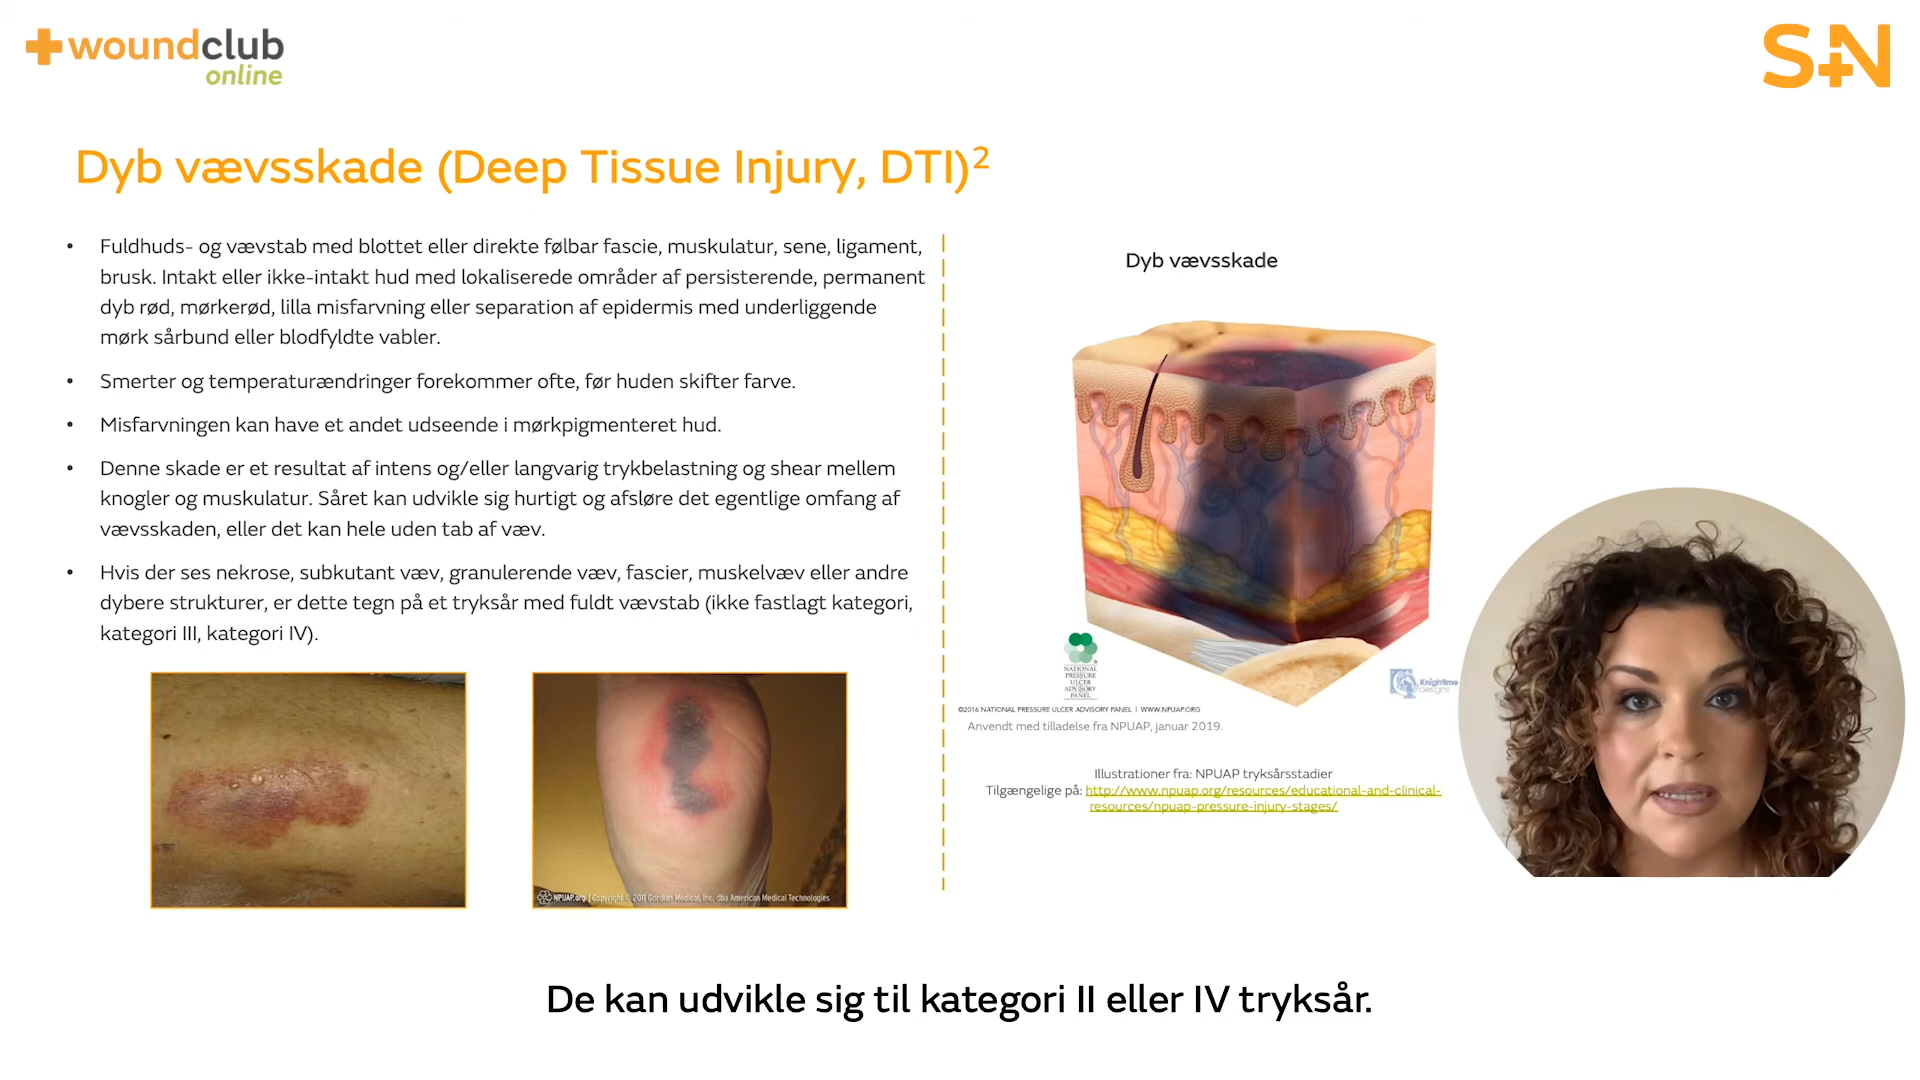 woundclub
online
S+N
Dyb vævsskade (Deep Tissue Injury, DTI)²
• Fuldhuds- og vævstab med blottet eller direkte følbar fascie, muskulatur, sene, ligament,
brusk. Intakt eller ikke-intakt hud med lokaliserede områder af persisterende, permanent
dyb rød, mørkerød, lilla misfarvning eller separation af epidermis med underliggende
mørk sårbund eller blodfyldte vabler.
• Smerter og temperaturændringer forekommer ofte, før huden skifter farve.
• Misfarvningen kan have et andet udseende i mørkpigmenteret hud.
• Denne skade er et resultat af intens og/eller langvarig trykbelastning og shear mellem
knogler og muskulatur. Såret kan udvikle sig hurtigt og afsløre det egentlige omfang af
vævsskaden, eller det kan hele uden tab af væv.
• Hvis der ses nekrose, subkutant væv, granulerende væv, fascier, muskelvæv eller andre
dybere strukturer, er dette tegn på et tryksår med fuldt vævstab (ikke fastlagt kategori,
kategori III, kategori IV).
NPUAP.org | Copyright © 2011 Gordian Medical, Inc. dba American Medical Technologies
Dyb vævsskade
NATIONAL
PRESSURE
ULCER
ADVISORY
PANEL
Knighttime
designs
©2016 NATIONAL PRESSURE ULCER ADVISORY PANEL | WWW.NPUAP.ORG
Anvendt med tilladelse fra NPUAP, januar 2019.
Illustrationer fra: NPUAP tryksårsstadier
Tilgængelige på: http://www.npuap.org/resources/educational-and-clinical-
resources/npuap-pressure-injury-stages/
De kan udvikle sig til kategori II eller IV tryksår.